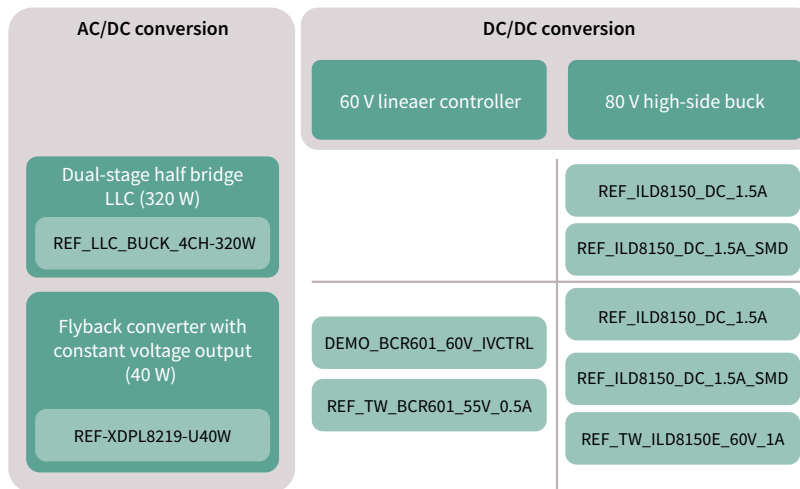 AC/DC conversion
DC/DC conversion
60 V lineaer controller
80 V high-side buck
Dual-stage half bridge
LLC (320 W)
REF_LLC_BUCK_4CH-320W
REF_ILD8150_DC_1.5A
REF_ILD8150_DC_1.5A_SMD
Flyback converter with
constant voltage output
(40 W)
REF-XDPL8219-U40W
DEMO_BCR601_60V_IVCTRL
REF_TW_BCR601_55V_0.5A
REF_ILD8150_DC_1.5A
REF_ILD8150_DC_1.5A_SMD
REF_TW_ILD8150E_60V_1A